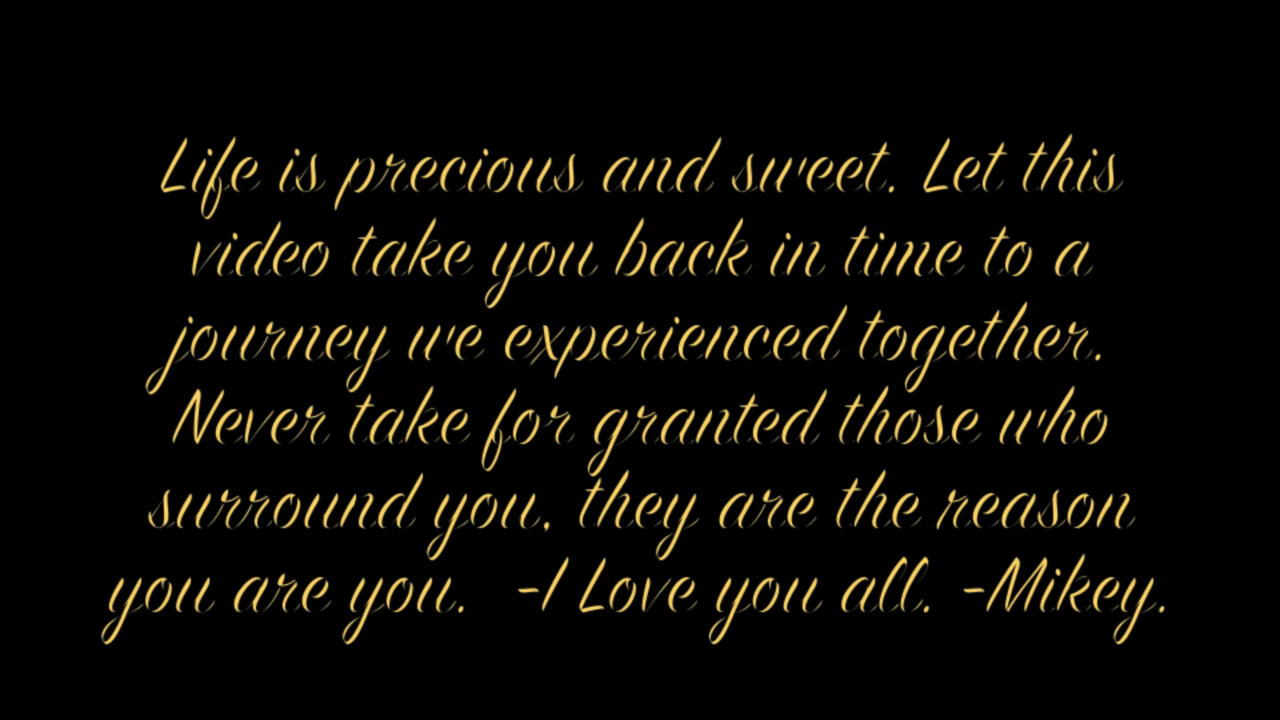 Life is precious and sweet. Let this
video take you back in time to a
journey we experienced together.
Never take for granted those who
surround you, they are the reason
you are you.  -I Love you all. -Mikey.